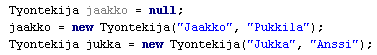 Tyontekija jaakko = null;
jaakko = new Tyontekija("Jaakko", "Pukkila");
Tyontekija jukka = new Tyontekija("Jukka", "Anssi");